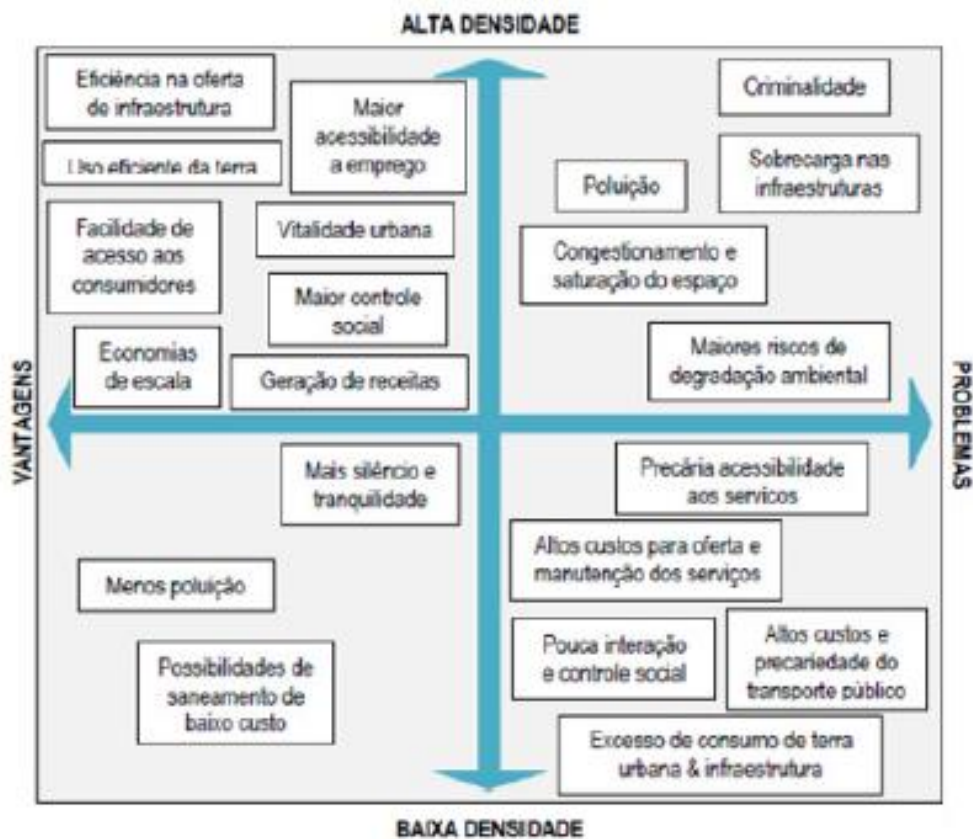 ALTA DENSIDADE
Eficiência na oferta
de infraestrutura
Uso eficiente da terra
Maior
acessibilidade
a emprego
Facilidade de
acesso aos
consumidores
Vitalidade urbana
Maior controle
social
Economias
de escala
Geração de receitas
Criminalidade
Poluição
Sobrecarga nas
infraestruturas
Congestionamento e
saturação do espaço
Maiores riscos de
degradação ambiental
VANTAGENS
PROBLEMAS
Mais silêncio e
tranquilidade
Menos poluição
Possibilidades de
saneamento de
baixo custo
Precária acessibilidade
aos servicos
Altos custos para oferta e
manutenção dos serviços
Pouca interação
e controle social
Altos custos e
precariedade do
transporte público
Excesso de consumo de terra
urbana & infraestrutura
BAIXA DENSIDADE